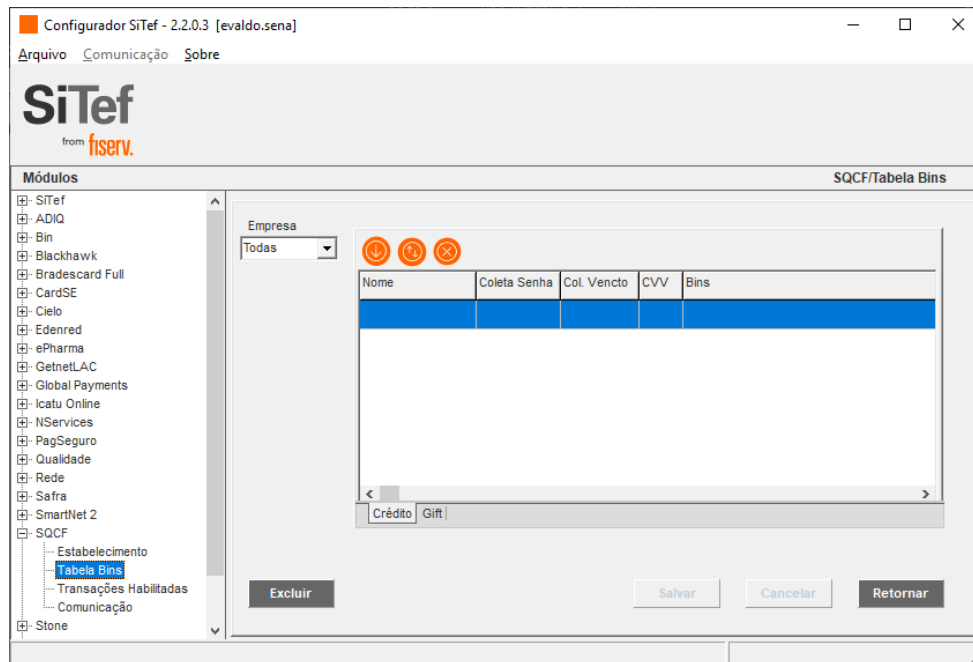 Configurador SiTef - 2.2.0.3 [evaldo.sena]
Arquivo Comunicação Sobre
SiTef
from fiserv.
Módulos
SQCF/Tabela Bins
SiTef
ADIQ
Bin
Blackhawk
Bradescard Full
CardSE
Cielo
Edenred
ePharma
GetnetLAC
Global Payments
Icatu Online
NServices
PagSeguro
Qualidade
Rede
Safra
SmartNet 2
SQCF
Estabelecimento
Tabela Bins
Transações Habilitadas
Comunicação
Stone
Empresa
Todas
Nome Coleta Senha Col. Vencto CVV Bins
Crédito Gift
Excluir Salvar Cancelar Retornar